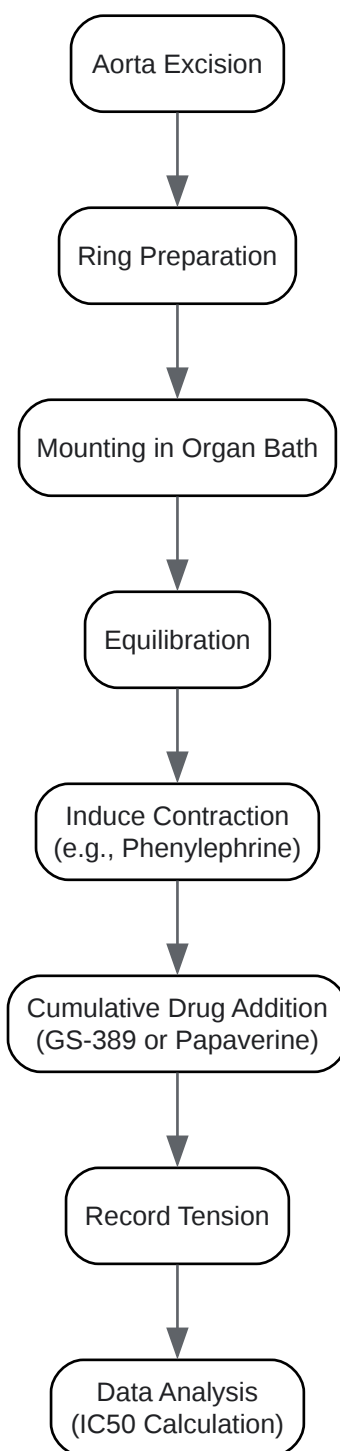 Aorta Excision
Ring Preparation
Mounting in Organ Bath
Equilibration
Induce Contraction
(e.g., Phenylephrine)
Cumulative Drug Addition
(GS-389 or Papaverine)
Record Tension
Data Analysis
(IC50 Calculation)